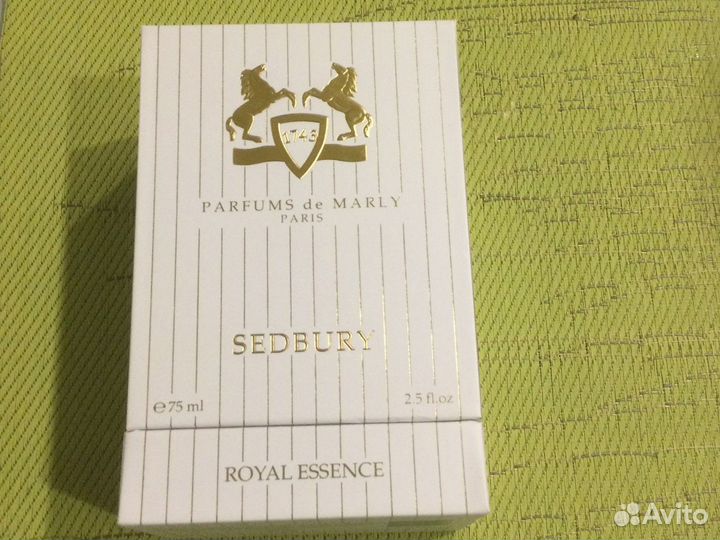 1743
PARFUMS de MARLY
PARIS
SEDBURY
℮75 ml 2.5 fl.oz
ROYAL ESSENCE
Avito